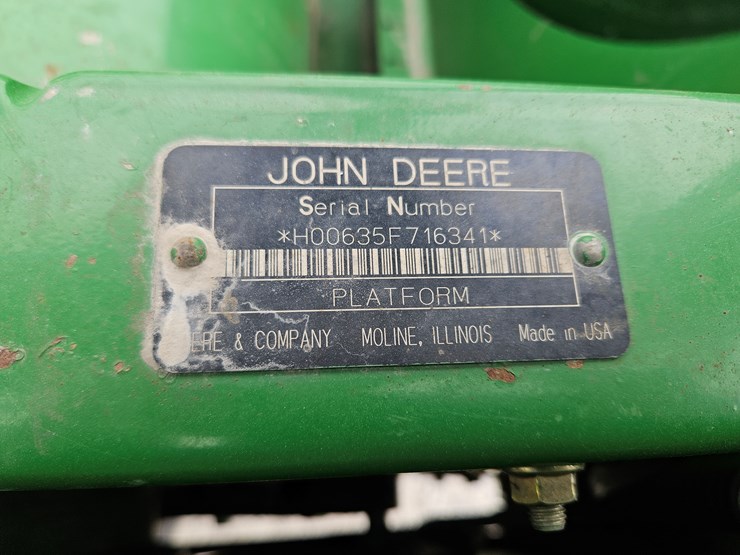 JOHN DEERE
Serial Number
*H00635F716341*
PLATFORM
& COMPANY MOLINE, ILLINOIS Made in USA